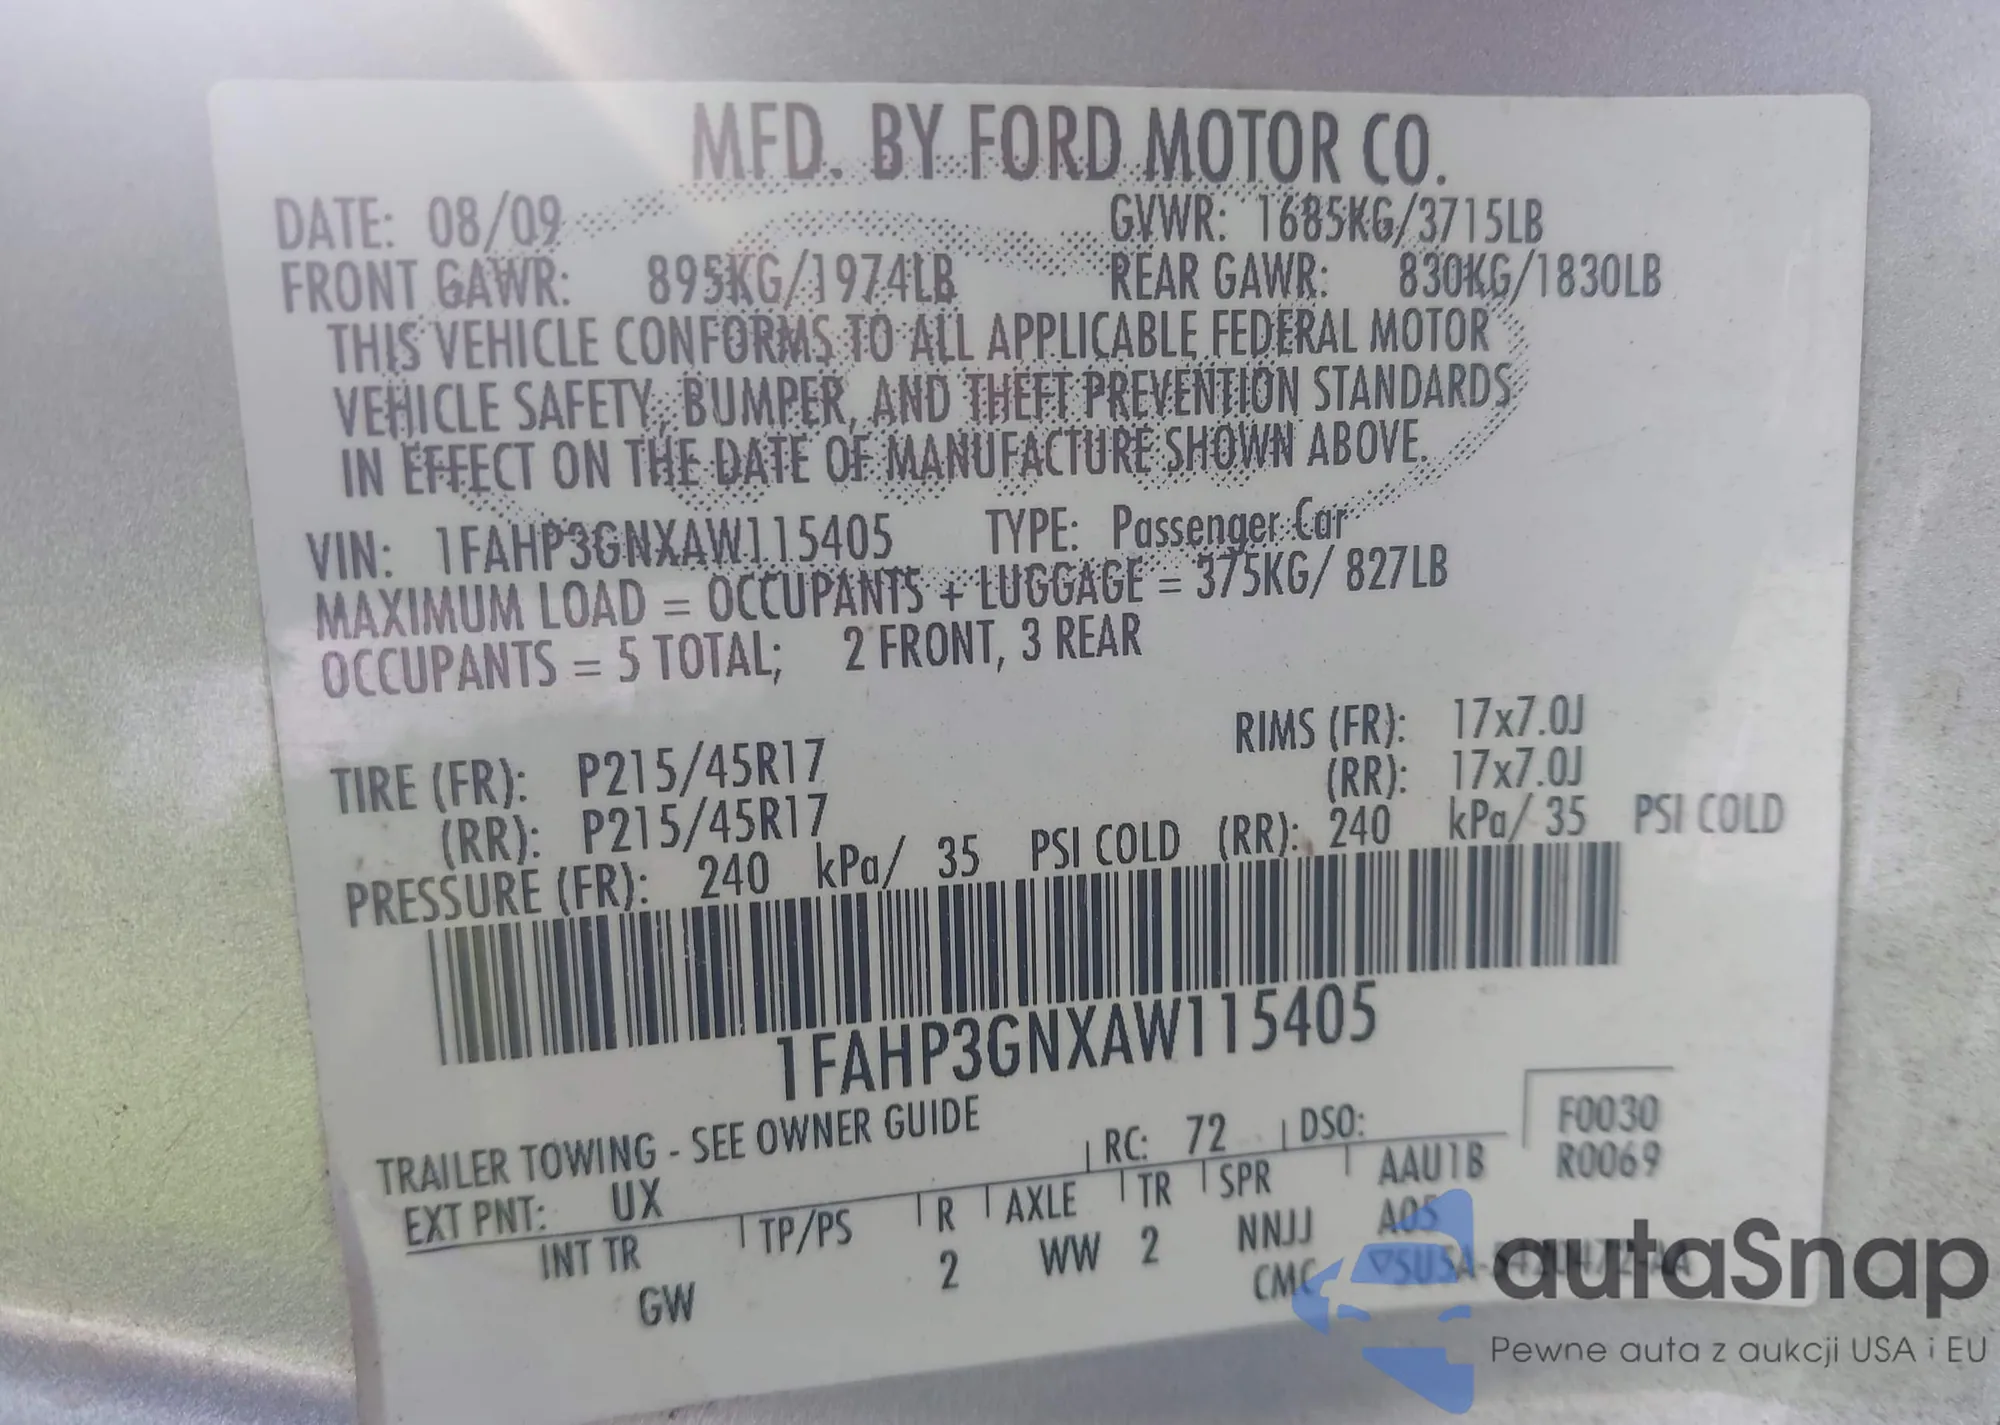 MFD. BY FORD MOTOR CO.
DATE: 08/09 GVWR: 1685KG/3715LB
FRONT GAWR: 895KG/1974LB REAR GAWR: 830KG/1830LB
THIS VEHICLE CONFORMS TO ALL APPLICABLE FEDERAL MOTOR
VEHICLE SAFETY, BUMPER, AND THEFT PREVENTION STANDARDS
IN EFFECT ON THE DATE OF MANUFACTURE SHOWN ABOVE.
VIN: 1FAHP3GNXAW115405 TYPE: Passenger Car
MAXIMUM LOAD = OCCUPANTS + LUGGAGE = 375KG/ 827LB
OCCUPANTS = 5 TOTAL; 2 FRONT, 3 REAR
RIMS (FR): 17x7.0J
TIRE (FR): P215/45R17 (RR): 17x7.0J
(RR): P215/45R17
PRESSURE (FR): 240 kPa/ 35 PSI COLD (RR): 240 kPa/ 35 PSI COLD
1FAHP3GNXAW115405
TRAILER TOWING - SEE OWNER GUIDE
RC: 72 DSO: F0030
EXT PNT: UX R0069
INT TR TP/PS R AXLE TR SPR AAU1B
GW 2 WW 2 NNJJ A05
CMC
autaSnap
Pewne auta z aukcji USA i EU